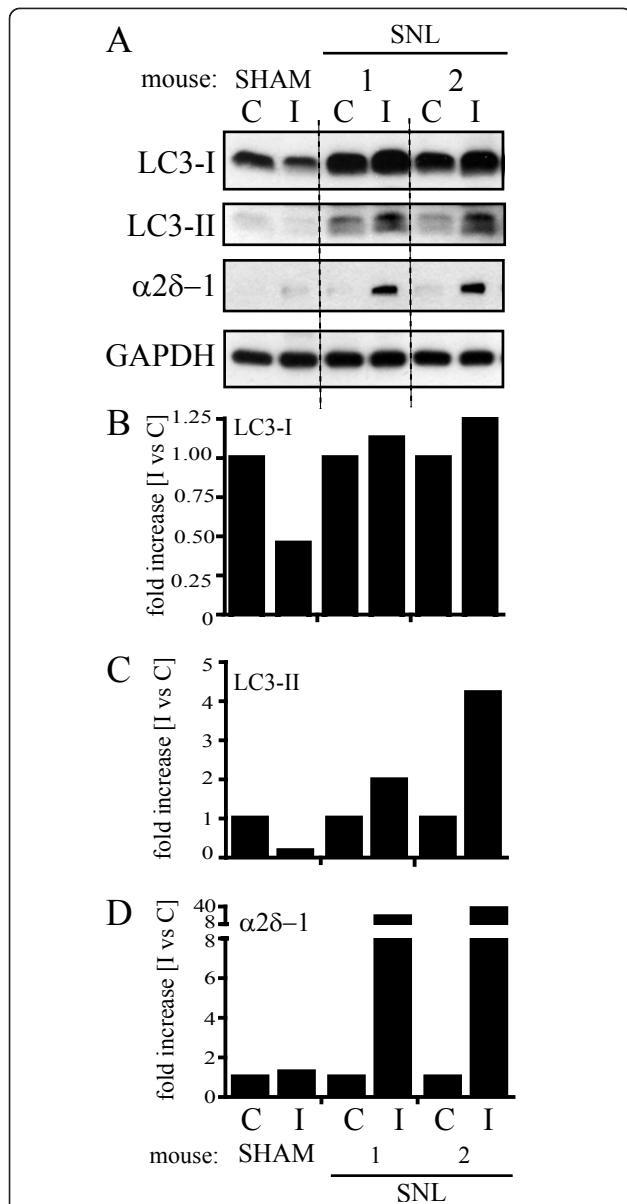 A
SNL
mouse: SHAM 1 2
C I C I C I
LC3-I
LC3-II
α2δ–1
GAPDH
B
LC3-I
fold increase [I vs C]
1.25
1.00
0.75
0.50
0.25
0
C
LC3-II
fold increase [I vs C]
5
4
3
2
1
0
D
α2δ–1
fold increase [I vs C]
40
8
8
6
4
2
0
C I C I C I
mouse: SHAM 1 2
SNL